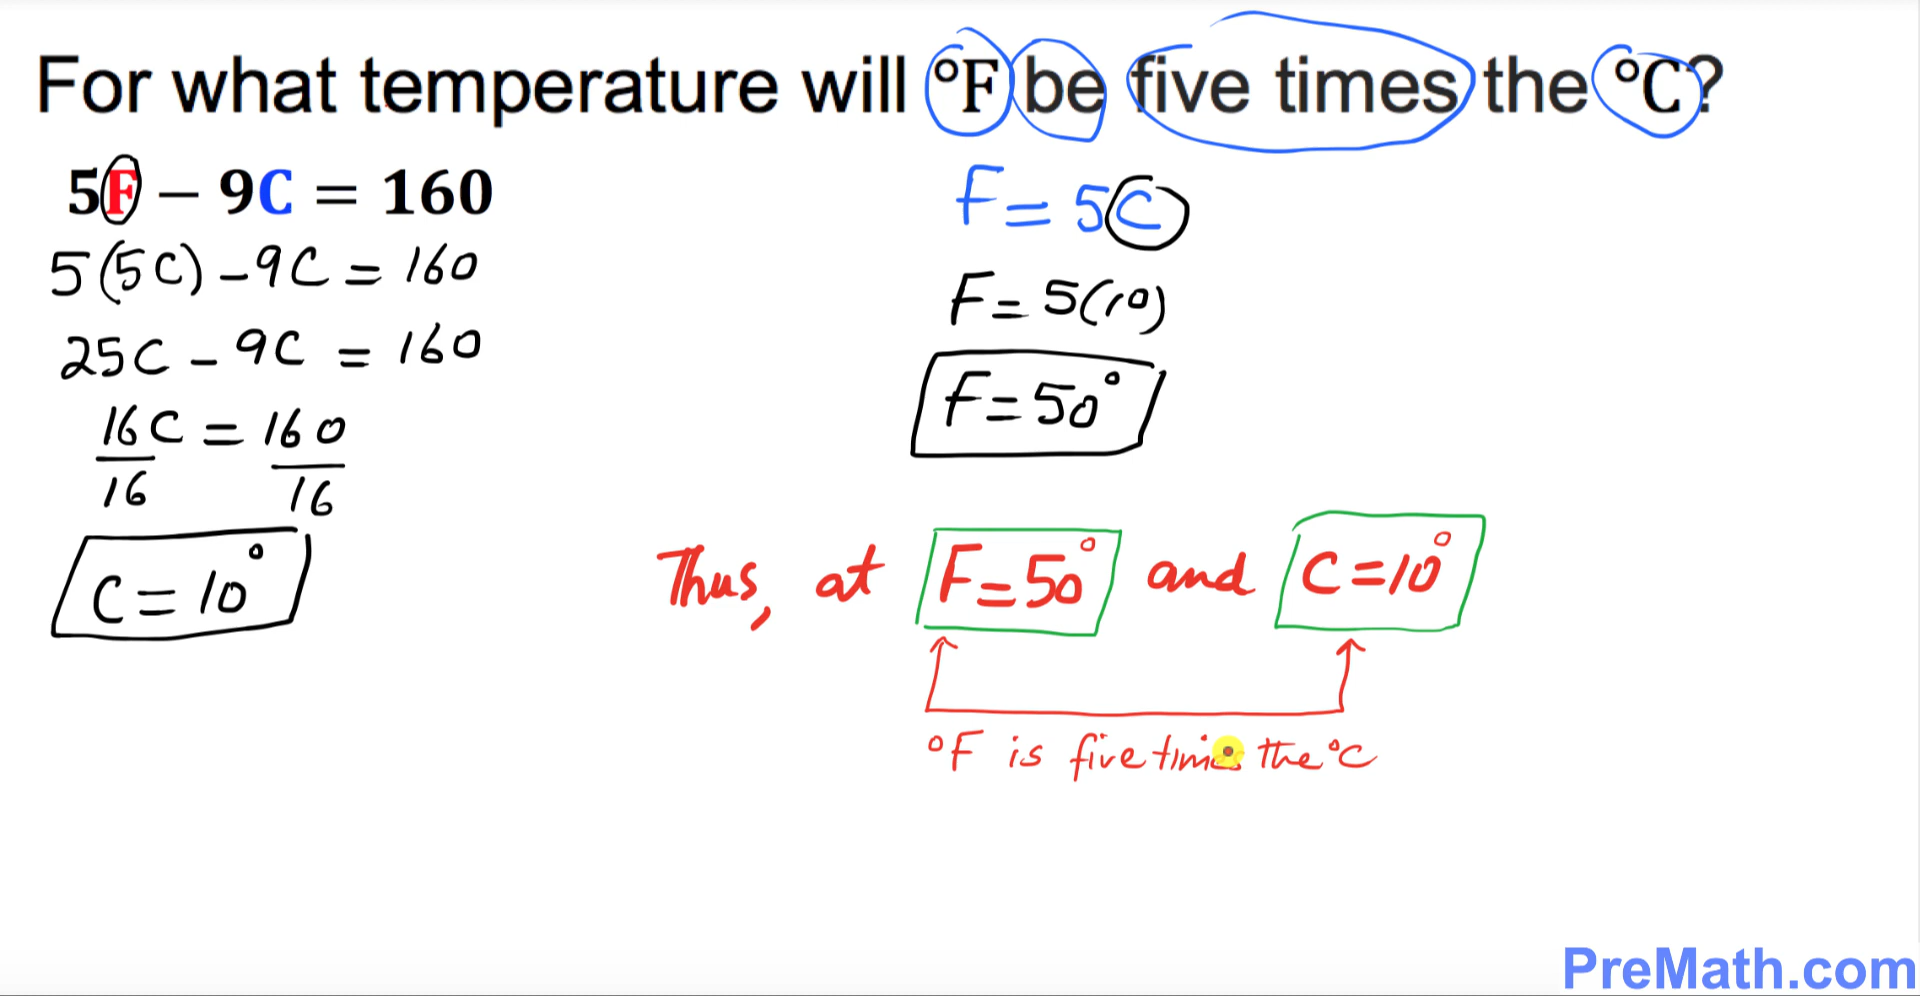 For what temperature will °F be five times the °C?
5F − 9C = 160
5(5C) − 9C = 160
25C − 9C = 160
16C = 160
16 16
C = 10°
F = 5C
F = 5(10)
F = 50°
Thus, at F = 50° and C = 10°
°F is five times the °C
PreMath.com